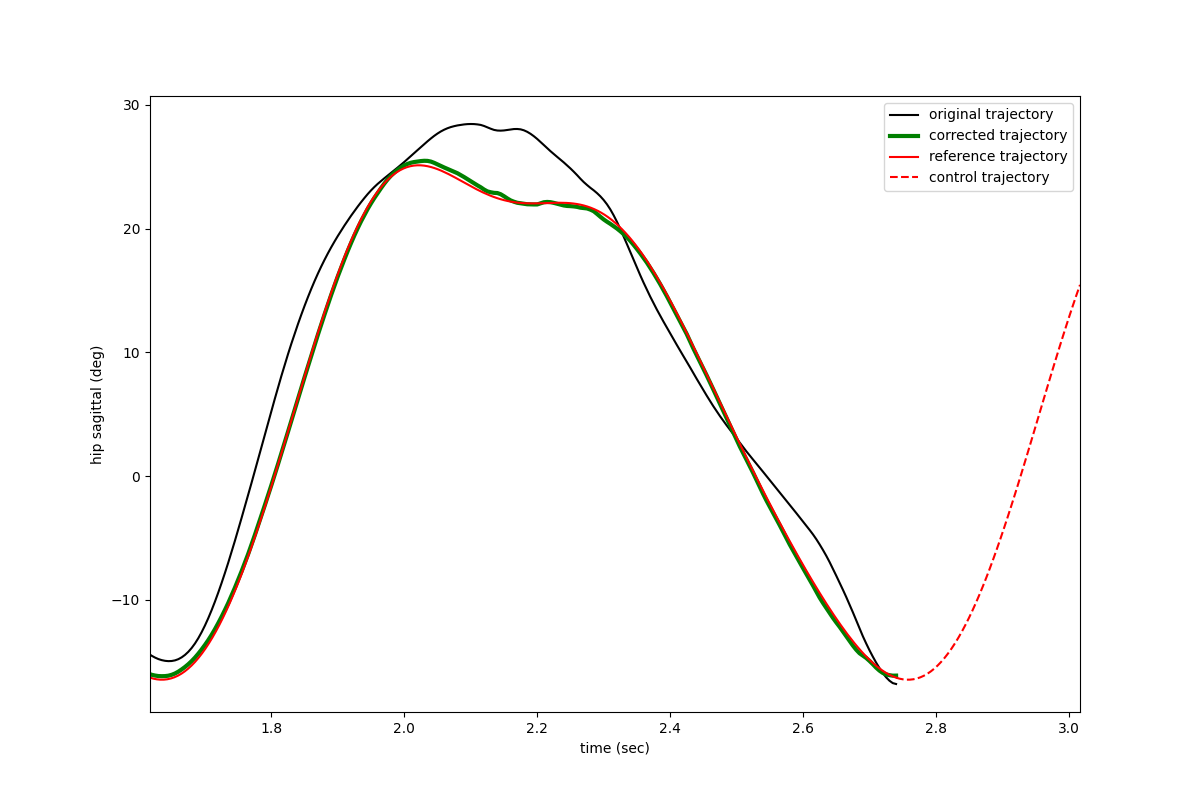 original trajectory
corrected trajectory
reference trajectory
control trajectory
30
20
10
0
−10
hip sagittal (deg)
1.8 2.0 2.2 2.4 2.6 2.8 3.0
time (sec)